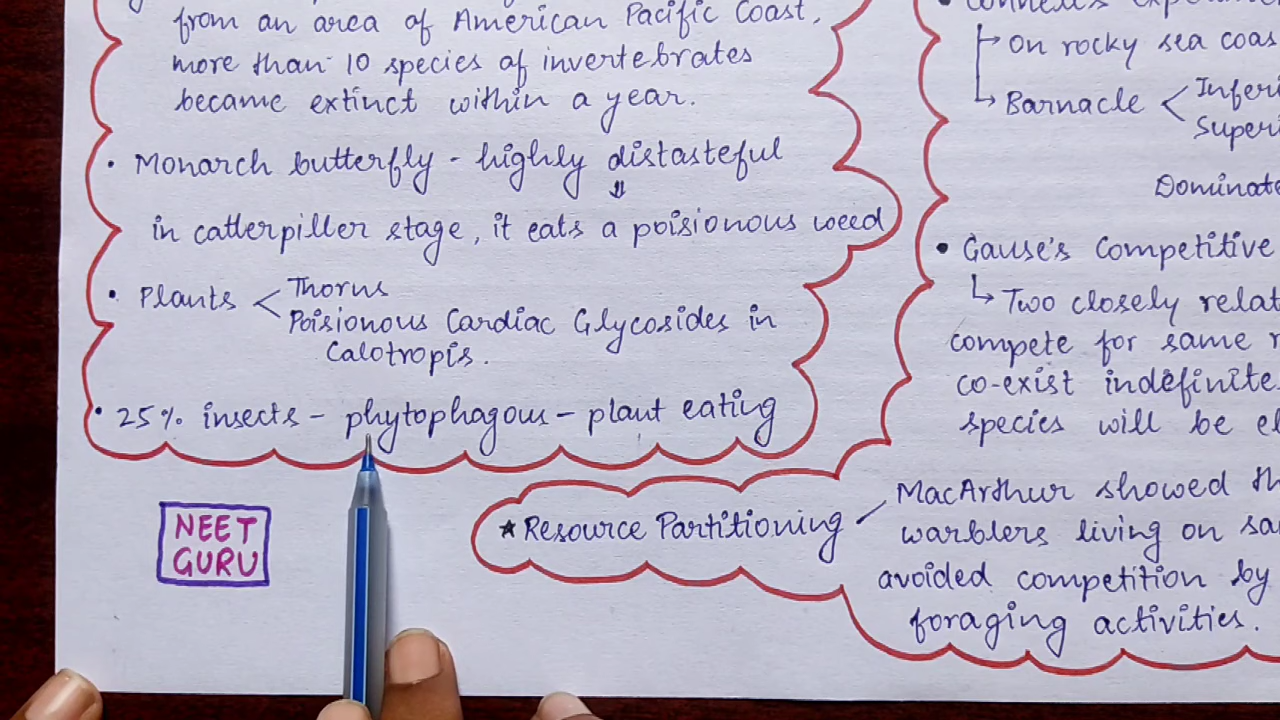 from an area of American Pacific Coast,
more than 10 species of invertebrates
became extinct within a year.
• Monarch butterfly - highly distasteful
⇓
in catterpiller stage, it eats a poisionous weed
• Plants < Thorns
Poisionous Cardiac Glycosides in
Calotropis.
• 25% insects - phytophagous - plant eating
NEET
GURU
★ Resource Partitioning
On rocky sea coas
Barnacle < Inferi
Superi
Dominate
• Gause's Competitive
Two closely relat
compete for same r
co-exist indefinite
species will be el
MacArthur showed th
warblers living on sa
avoided competition by
foraging activities.